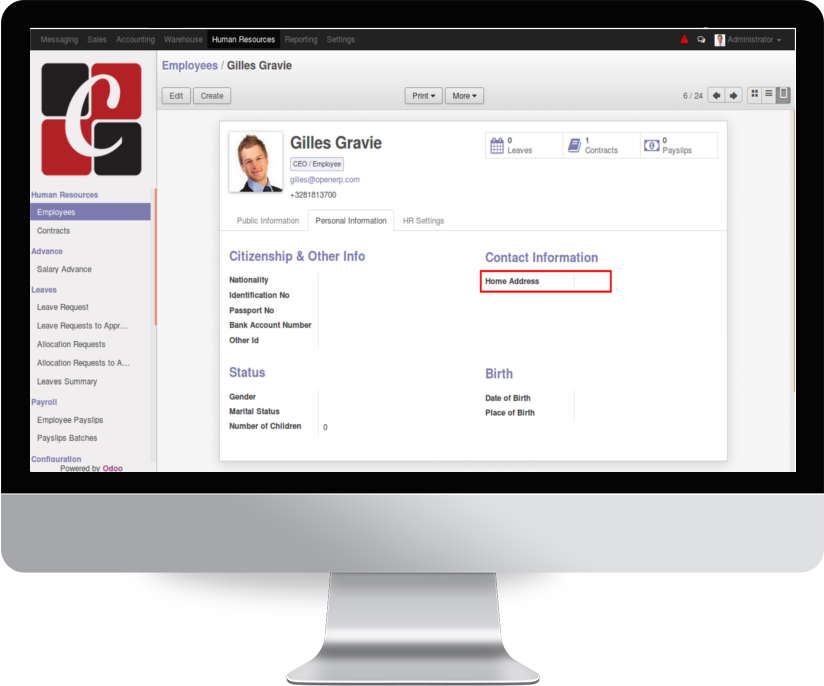 Messaging Sales Accounting Warehouse Human Resources Reporting Settings Administrator
Employees / Gilles Gravie
Edit Create Print More 6 / 24
C
Gilles Gravie
CEO / Employee
gilles@openerp.com
+3281813700
0 Leaves
1 Contracts
0 Payslips
Human Resources
Employees
Contracts
Advance
Salary Advance
Leaves
Leave Request
Leave Requests to Appr...
Allocation Requests
Allocation Requests to A...
Leaves Summary
Payroll
Employee Payslips
Payslips Batches
Configuration
Powered by Odoo
Public Information Personal Information HR Settings
Citizenship & Other Info
Nationality
Identification No
Passport No
Bank Account Number
Other Id
Contact Information
Home Address
Status
Gender
Marital Status
Number of Children 0
Birth
Date of Birth
Place of Birth